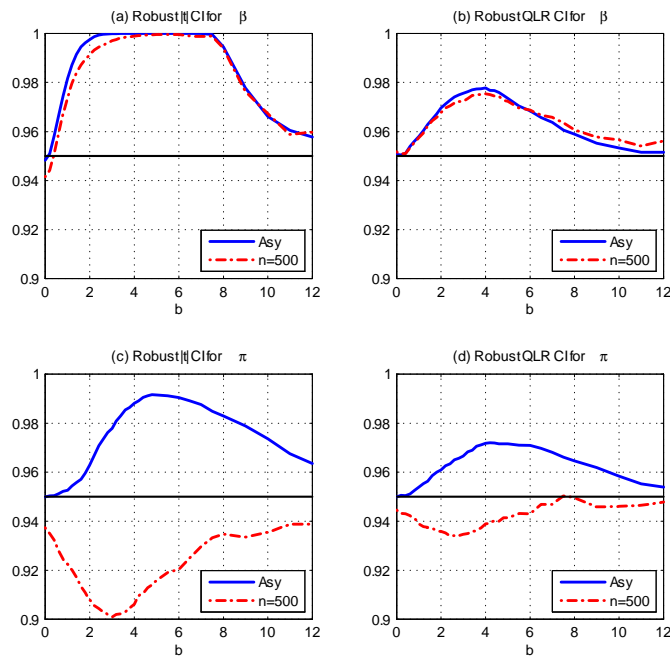 (a) Robust|t| CI for β
1
0.98
0.96
0.94
0.92
0.9
0 2 4 6 8 10 12
b
Asy
n=500
(b) Robust QLR CI for β
1
0.98
0.96
0.94
0.92
0.9
0 2 4 6 8 10 12
b
Asy
n=500
(c) Robust|t| CI for π
1
0.98
0.96
0.94
0.92
0.9
0 2 4 6 8 10 12
b
Asy
n=500
(d) Robust QLR CI for π
1
0.98
0.96
0.94
0.92
0.9
0 2 4 6 8 10 12
b
Asy
n=500